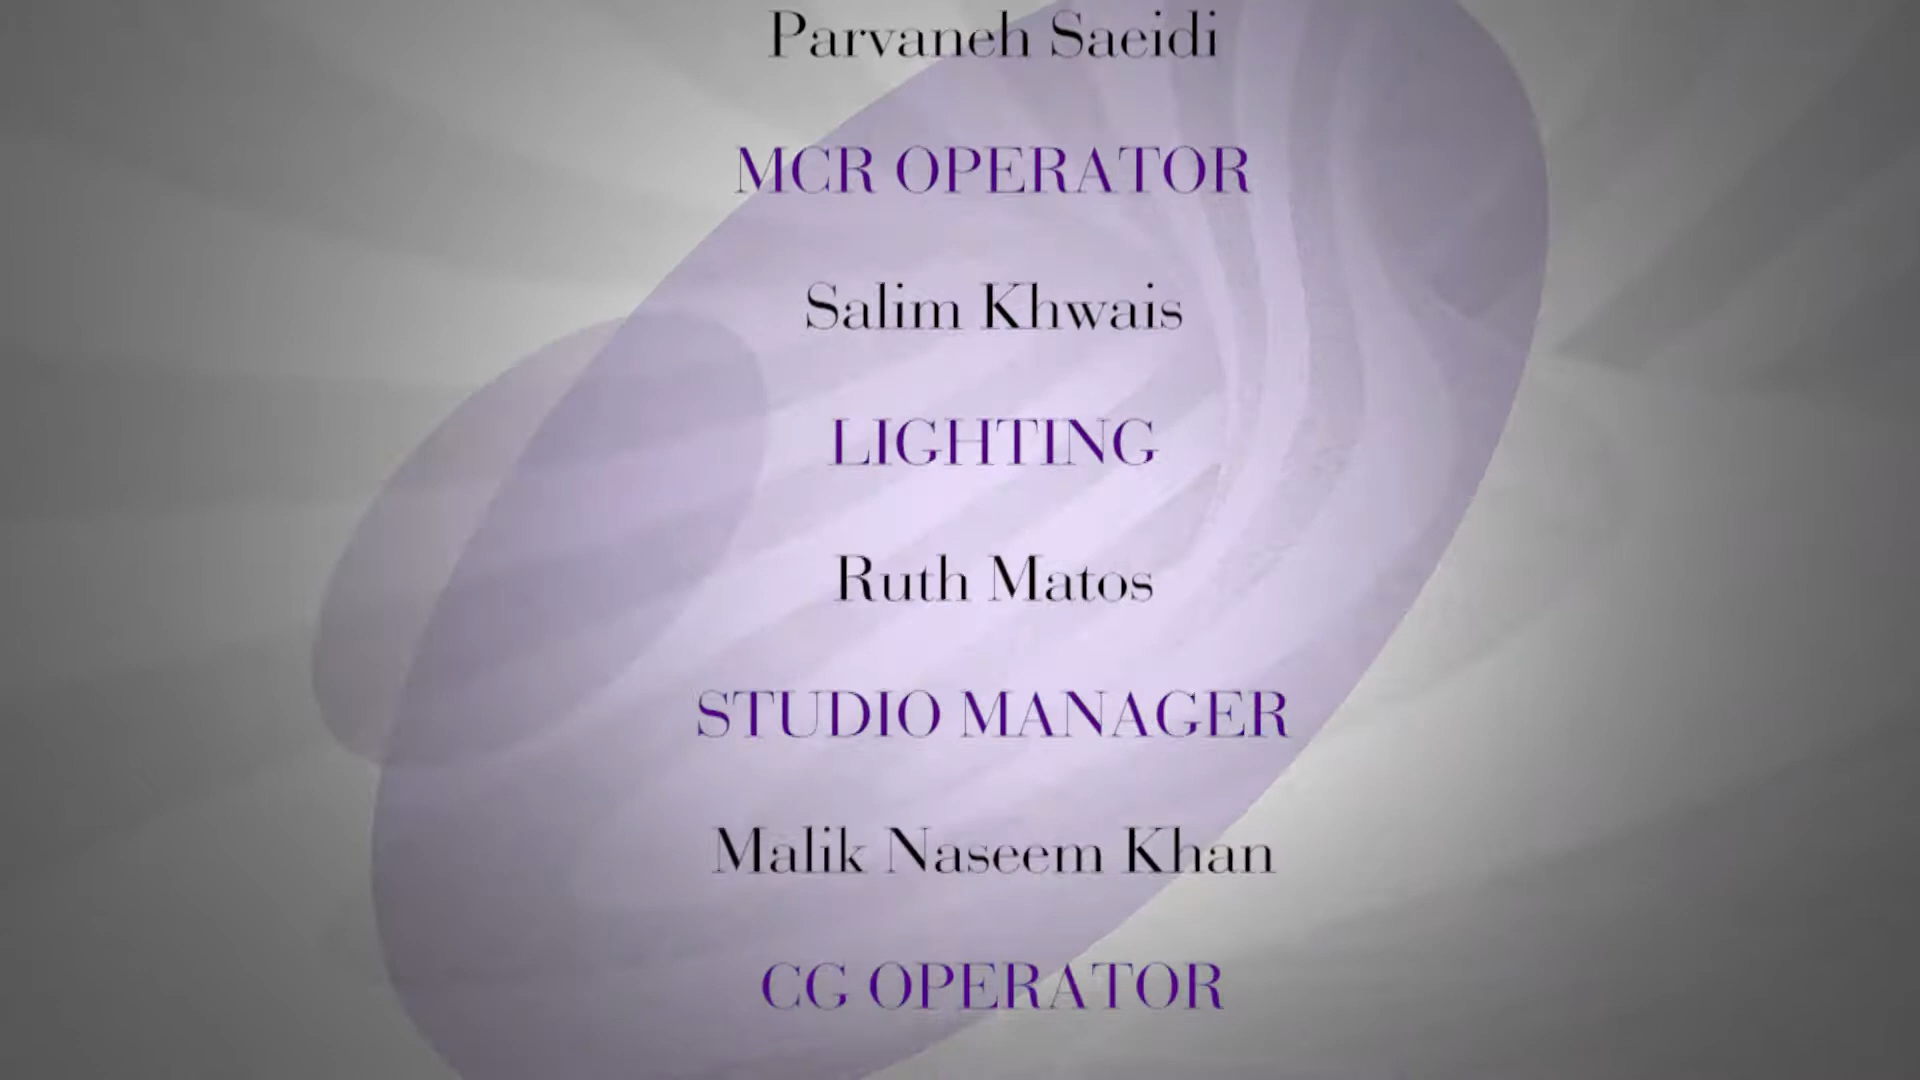 Parvaneh Saeidi
MCR OPERATOR
Salim Khwais
LIGHTING
Ruth Matos
STUDIO MANAGER
Malik Naseem Khan
CG OPERATOR